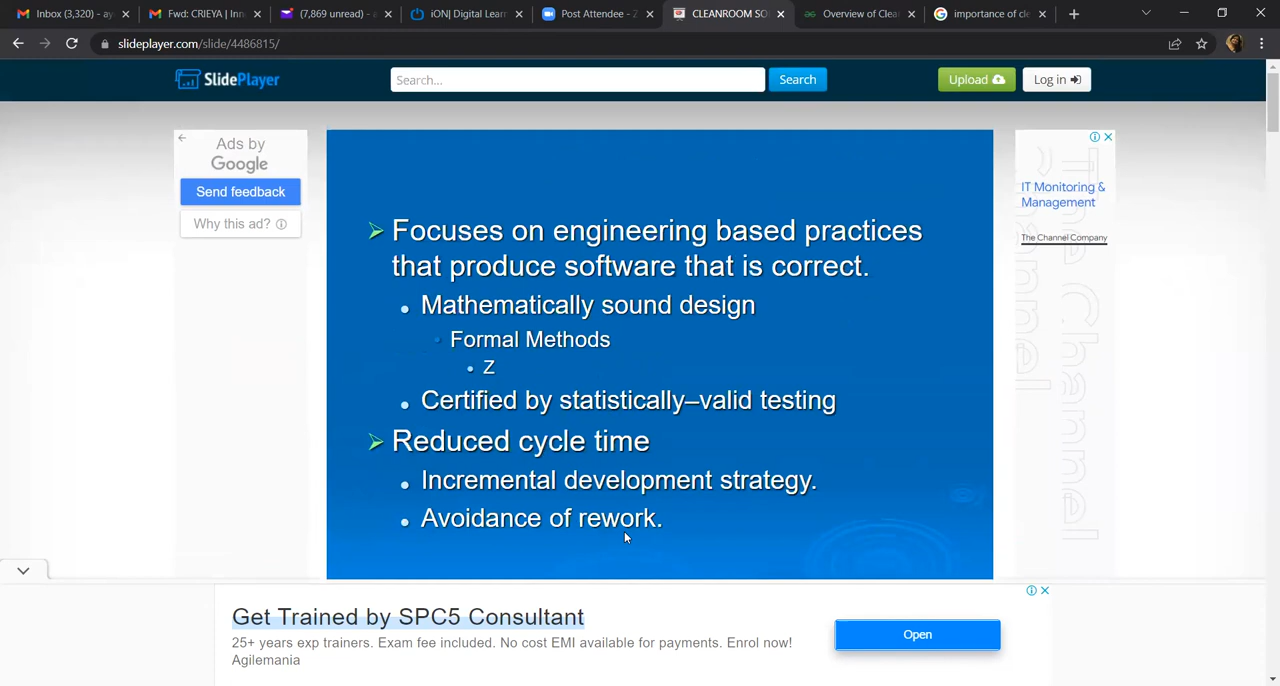 Inbox (3,320) - ay
Fwd: CRIEYA | Inn
(7,869 unread) - a
iON| Digital Lear
Post Attendee - Z
CLEANROOM SO
Overview of Clea
importance of cle
slideplayer.com/slide/4486815/
SlidePlayer
Search...
Search
Upload
Log in
Ads by
Google
Send feedback
Why this ad?
Focuses on engineering based practices
that produce software that is correct.
Mathematically sound design
Formal Methods
Z
Certified by statistically–valid testing
Reduced cycle time
Incremental development strategy.
Avoidance of rework.
IT Monitoring &
Management
The Channel Company
The Channel
Channel
Get Trained by SPC5 Consultant
25+ years exp trainers. Exam fee included. No cost EMI available for payments. Enrol now!
Agilemania
Open